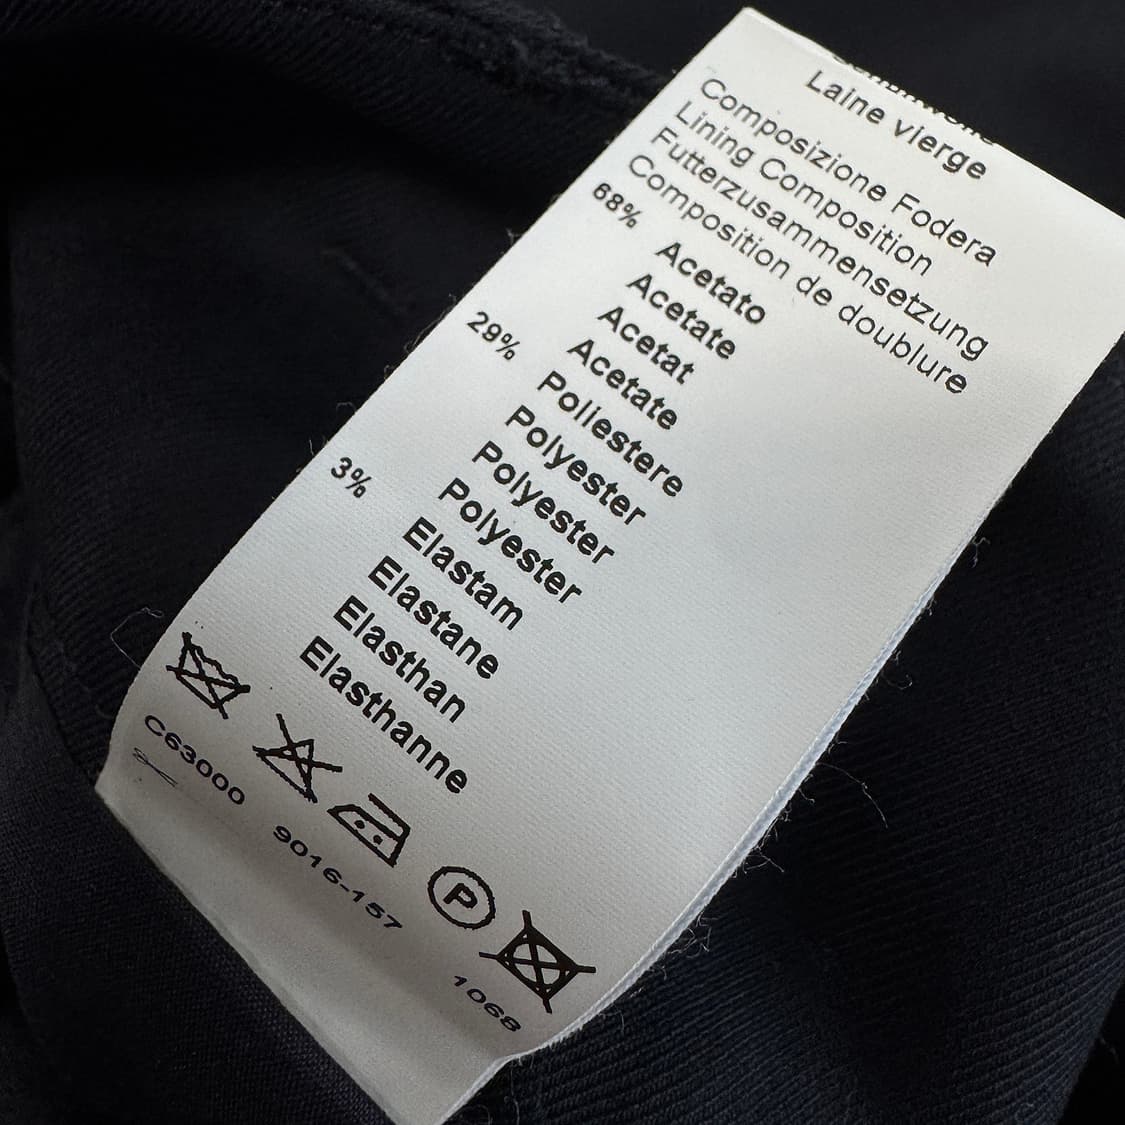 Laine vierge
Composizione Fodera
Lining Composition
Futterzusammensetzung
Composition de doublure
68% Acetato
Acetate
Acetat
Acetate
29% Poliestere
Polyester
Polyester
Polyester
3% Elastam
Elastane
Elasthan
Elasthanne
P
C63000 9016-157 1068